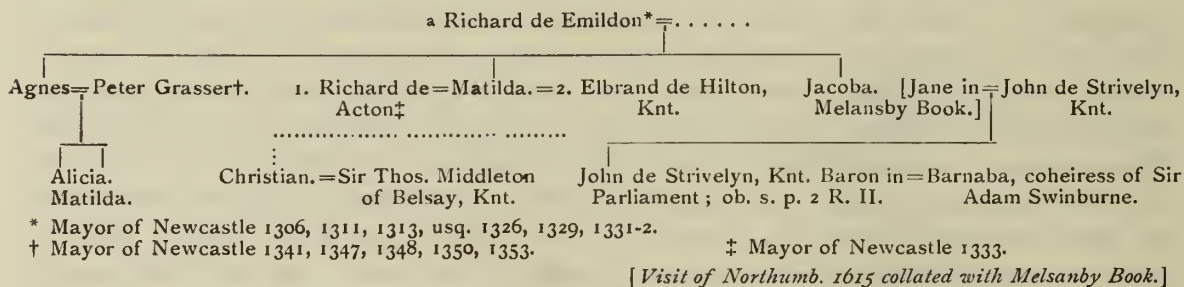 a Richard de Emildon*=. . . . . .
Agnes=Peter Grassert†. 1. Richard de=Matilda.=2. Elbrand de Hilton, Jacoba. [Jane in=John de Strivelyn,
Acton‡ Knt. Melansby Book.] Knt.
Alicia. Christian.=Sir Thos. Middleton John de Strivelyn, Knt. Baron in=Barnaba, coheiress of Sir
Matilda. of Belsay, Knt. Parliament; ob. s. p. 2 R. II. Adam Swinburne.
* Mayor of Newcastle 1306, 1311, 1313, usq. 1326, 1329, 1331-2.
† Mayor of Newcastle 1341, 1347, 1348, 1350, 1353. ‡ Mayor of Newcastle 1333.
[Visit of Northumb. 1615 collated with Melsanby Book.]